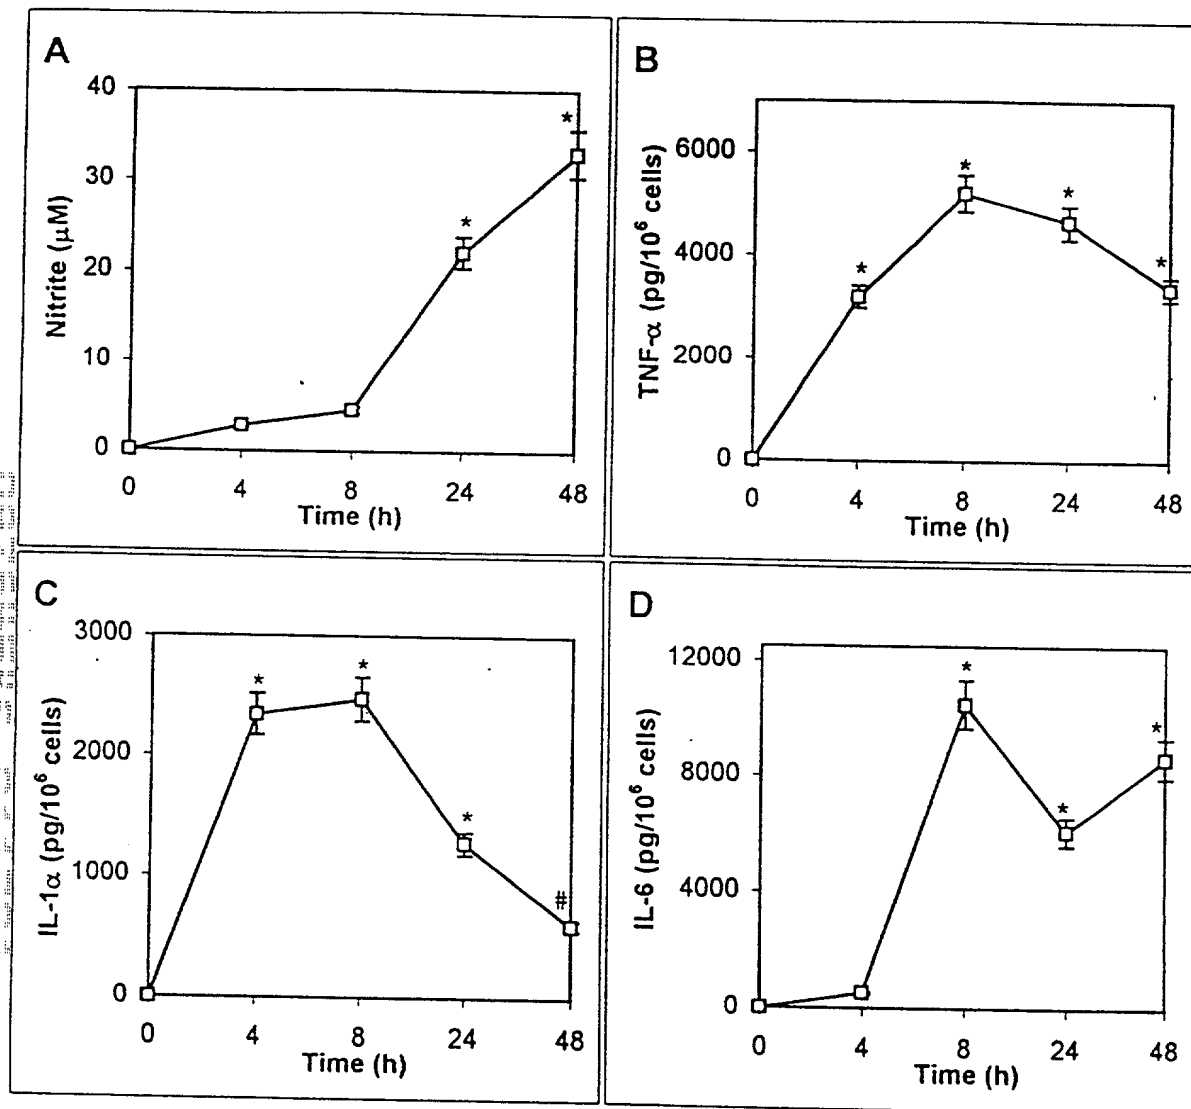 A
40
30
20
10
0
Nitrite (μM)
*
*
0 4 8 24 48
Time (h)
B
6000
4000
2000
0
TNF-α (pg/10⁶ cells)
*
*
*
*
0 4 8 24 48
Time (h)
C
3000
2000
1000
0
IL-1α (pg/10⁶ cells)
*
*
*
#
0 4 8 24 48
Time (h)
D
12000
8000
4000
0
IL-6 (pg/10⁶ cells)
*
*
*
0 4 8 24 48
Time (h)